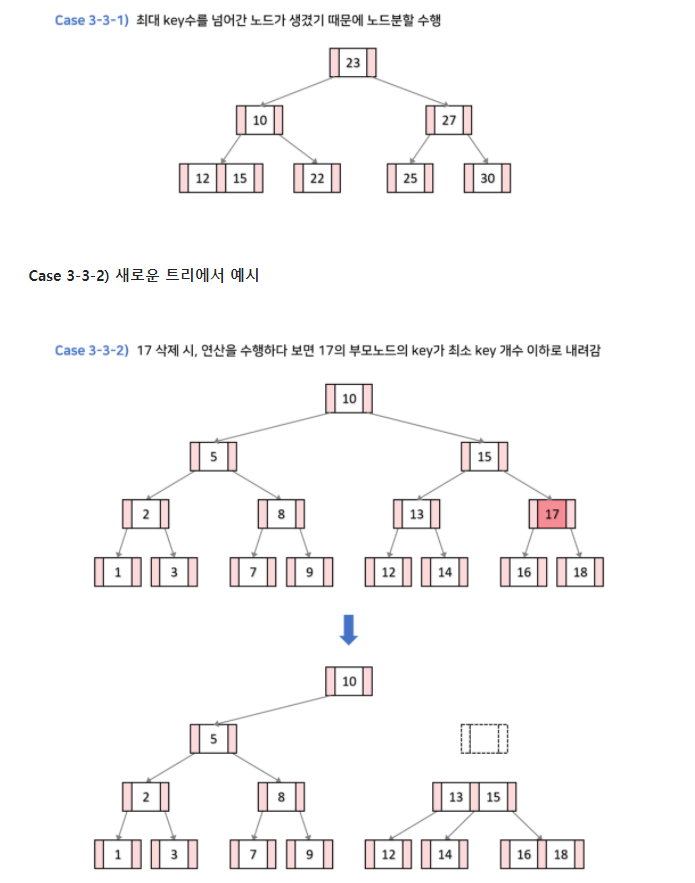 Case 3-3-1) 최대 key수를 넘어간 노드가 생겼기 때문에 노드분할 수행
23
10 27
12 15 22 25 30
Case 3-3-2) 새로운 트리에서 예시
Case 3-3-2) 17 삭제 시, 연산을 수행하다 보면 17의 부모노드의 key가 최소 key 개수 이하로 내려감
10
5 15
2 8 13 17
1 3 7 9 12 14 16 18
10
5
2 8 13 15
1 3 7 9 12 14 16 18